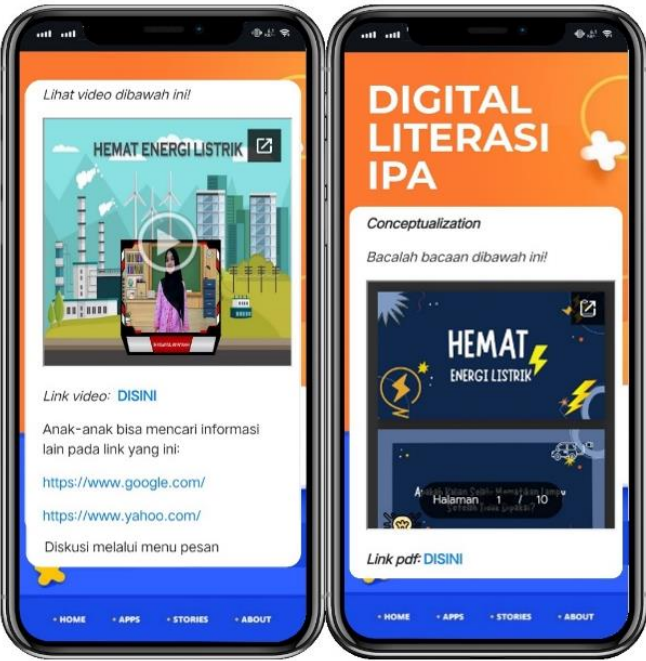 Lihat video dibawah ini!
HEMAT ENERGI LISTRIK
Link video: DISINI
Anak-anak bisa mencari informasi
lain pada link yang ini:
https://www.google.com/
https://www.yahoo.com/
Diskusi melalui menu pesan
• HOME • APPS • STORIES • ABOUT
DIGITAL
LITERASI
IPA
Conceptualization
Bacalah bacaan dibawah ini!
HEMAT
ENERGI LISTRIK
Halaman 1 / 10
Link pdf: DISINI
• HOME • APPS • STORIES • ABOUT